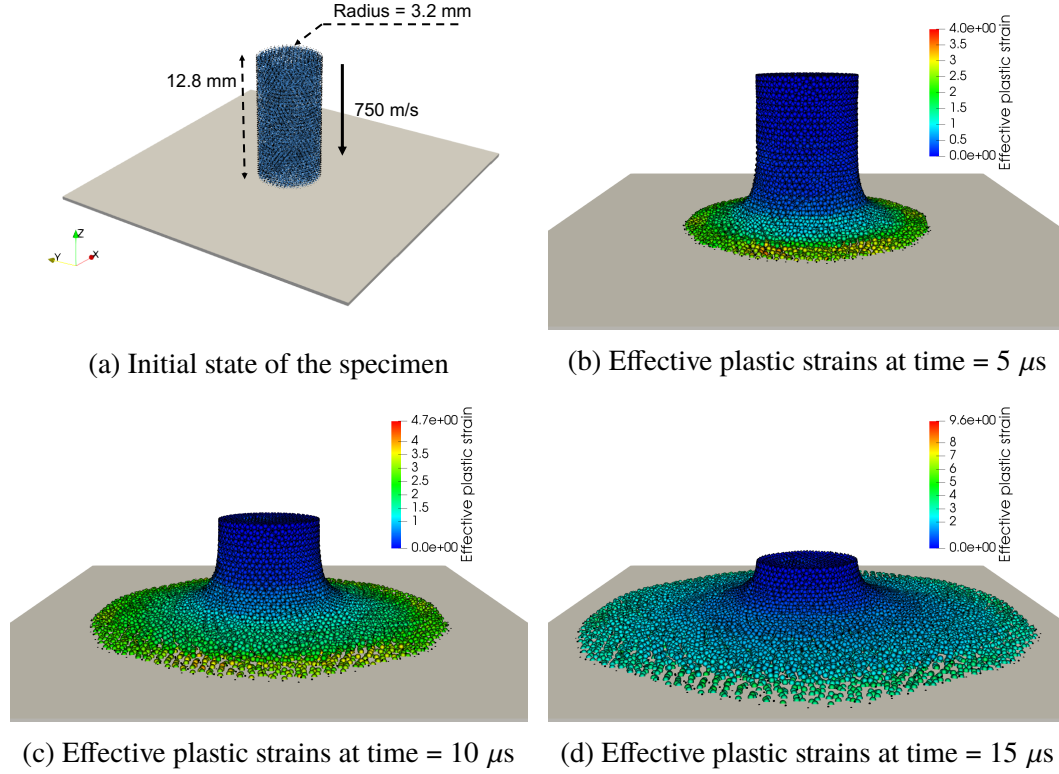 Radius = 3.2 mm
12.8 mm
750 m/s
Z
Y
X
(a) Initial state of the specimen
4.0e+00
3.5
3
2.5
2
1.5
1
0.5
0.0e+00
Effective plastic strain
(b) Effective plastic strains at time = 5 μs
4.7e+00
4
3.5
3
2.5
2
1.5
1
0.0e+00
Effective plastic strain
(c) Effective plastic strains at time = 10 μs
9.6e+00
8
7
6
5
4
3
2
0.0e+00
Effective plastic strain
(d) Effective plastic strains at time = 15 μs